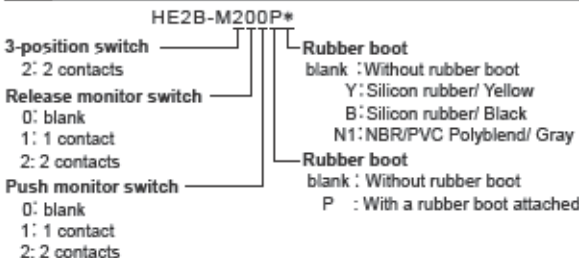 HE2B-M200P*
3-position switch
2: 2 contacts
Release monitor switch
0: blank
1: 1 contact
2: 2 contacts
Push monitor switch
0: blank
1: 1 contact
2: 2 contacts
Rubber boot
blank : Without rubber boot
Y: Silicon rubber/ Yellow
B: Silicon rubber/ Black
N1: NBR/PVC Polyblend/ Gray
Rubber boot
blank : Without rubber boot
P : With a rubber boot attached